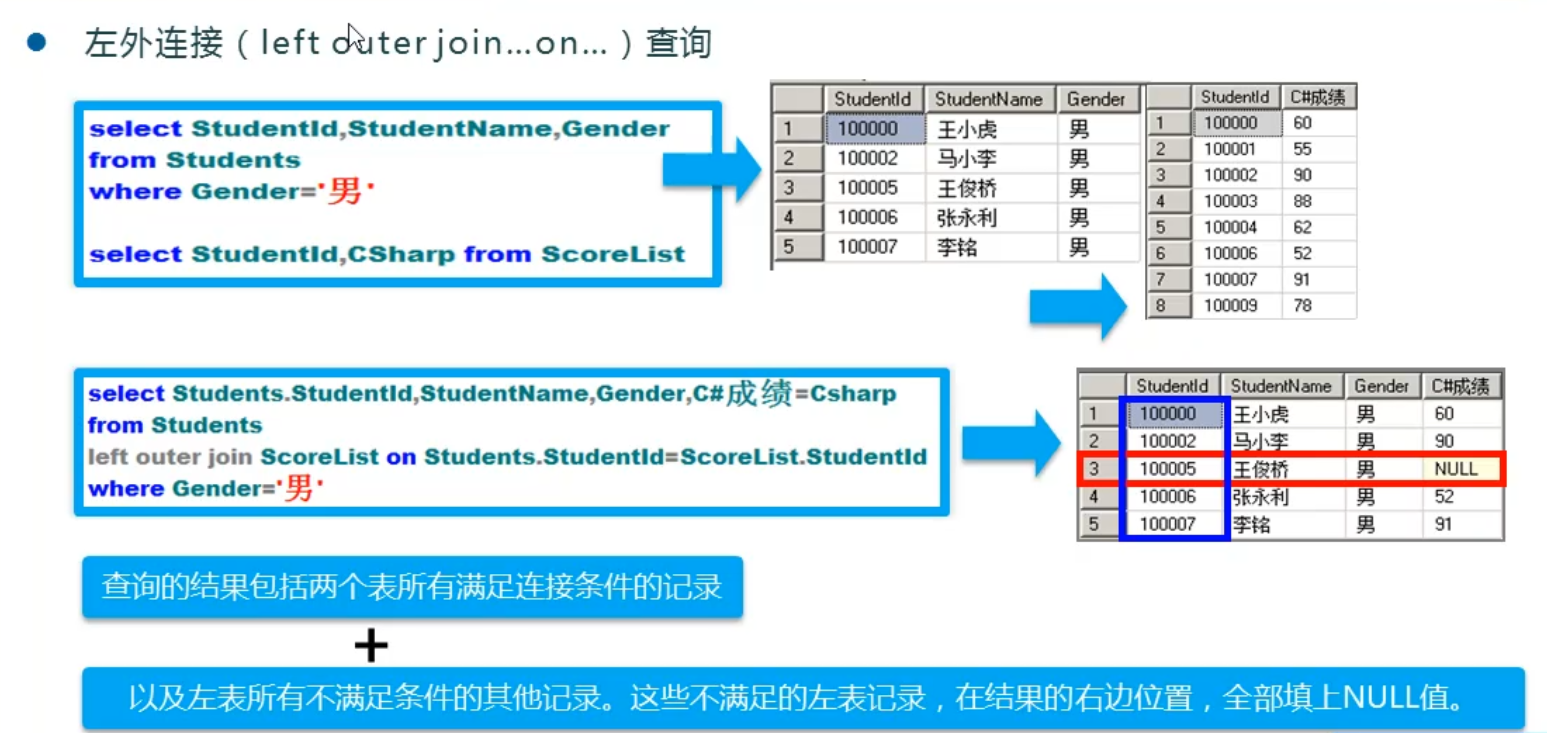 左外连接（left outer join…on…）查询
select StudentId,StudentName,Gender
from Students
where Gender='男'
select StudentId,CSharp from ScoreList
StudentId StudentName Gender
1 100000 王小虎 男
2 100002 马小李 男
3 100005 王俊桥 男
4 100006 张永利 男
5 100007 李铭 男
StudentId C#成绩
1 100000 60
2 100001 55
3 100002 90
4 100003 88
5 100004 62
6 100006 52
7 100007 91
8 100009 78
select Students.StudentId,StudentName,Gender,C#成绩=Csharp
from Students
left outer join ScoreList on Students.StudentId=ScoreList.StudentId
where Gender='男'
StudentId StudentName Gender C#成绩
1 100000 王小虎 男 60
2 100002 马小李 男 90
3 100005 王俊桥 男 NULL
4 100006 张永利 男 52
5 100007 李铭 男 91
查询的结果包括两个表所有满足连接条件的记录
+
以及左表所有不满足条件的其他记录。这些不满足的左表记录，在结果的右边位置，全部填上NULL值。